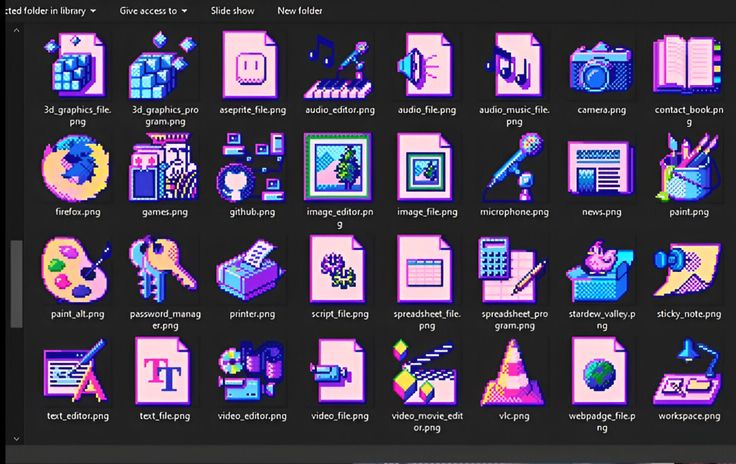 cted folder in library Give access to Slide show New folder
3d_graphics_file.png 3d_graphics_program.png aseprite_file.png audio_editor.png audio_file.png audio_music_file.png camera.png contact_book.png
firefox.png games.png github.png image_editor.png image_file.png microphone.png news.png paint.png
paint_alt.png password_manager.png printer.png script_file.png spreadsheet_file.png spreadsheet_program.png stardew_valley.png sticky_note.png
TT
text_editor.png text_file.png video_editor.png video_file.png video_movie_editor.png vlc.png webpadge_file.png workspace.png